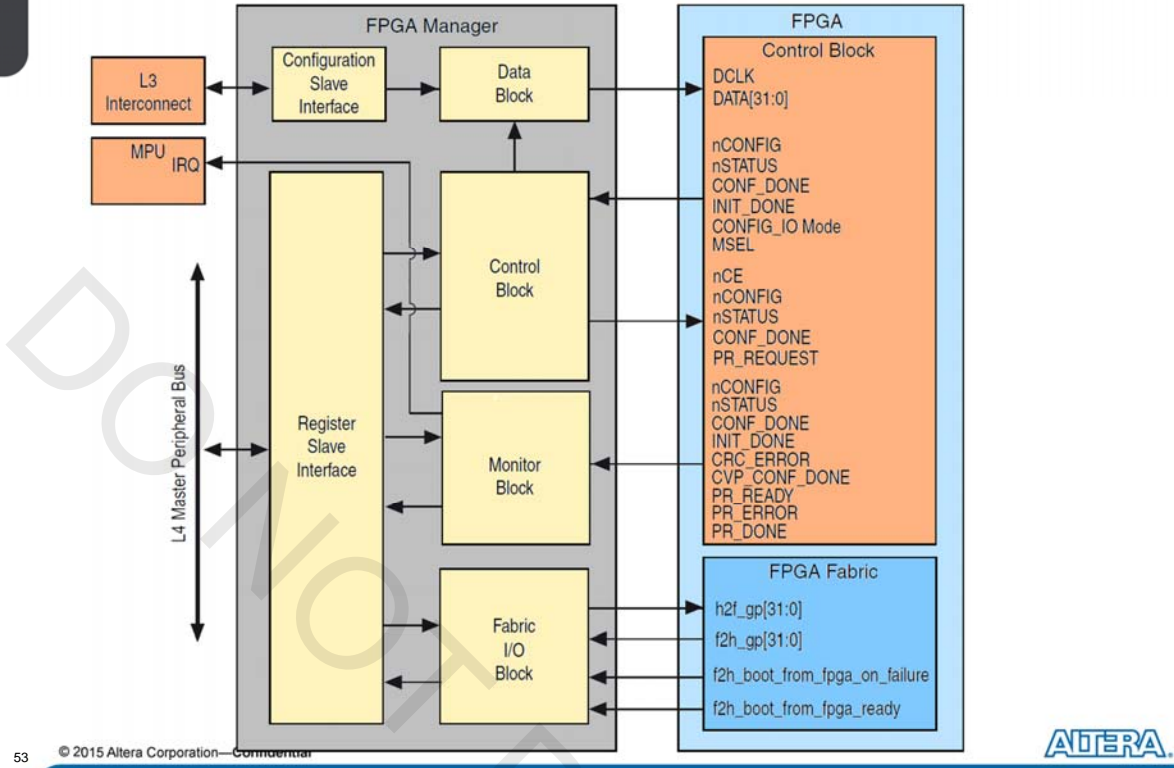 FPGA Manager
Configuration
Slave
Interface
Data
Block
L3
Interconnect
MPU
IRQ
Control
Block
Register
Slave
Interface
Monitor
Block
Fabric
I/O
Block
L4 Master Peripheral Bus
FPGA
Control Block
DCLK
DATA[31:0]
nCONFIG
nSTATUS
CONF_DONE
INIT_DONE
CONFIG_IO Mode
MSEL
nCE
nCONFIG
nSTATUS
CONF_DONE
PR_REQUEST
nCONFIG
nSTATUS
CONF_DONE
INIT_DONE
CRC_ERROR
CVP_CONF_DONE
PR_READY
PR_ERROR
PR_DONE
FPGA Fabric
h2f_gp[31:0]
f2h_gp[31:0]
f2h_boot_from_fpga_on_failure
f2h_boot_from_fpga_ready
DO NOT
53
© 2015 Altera Corporation—Confidential
ALTERA.